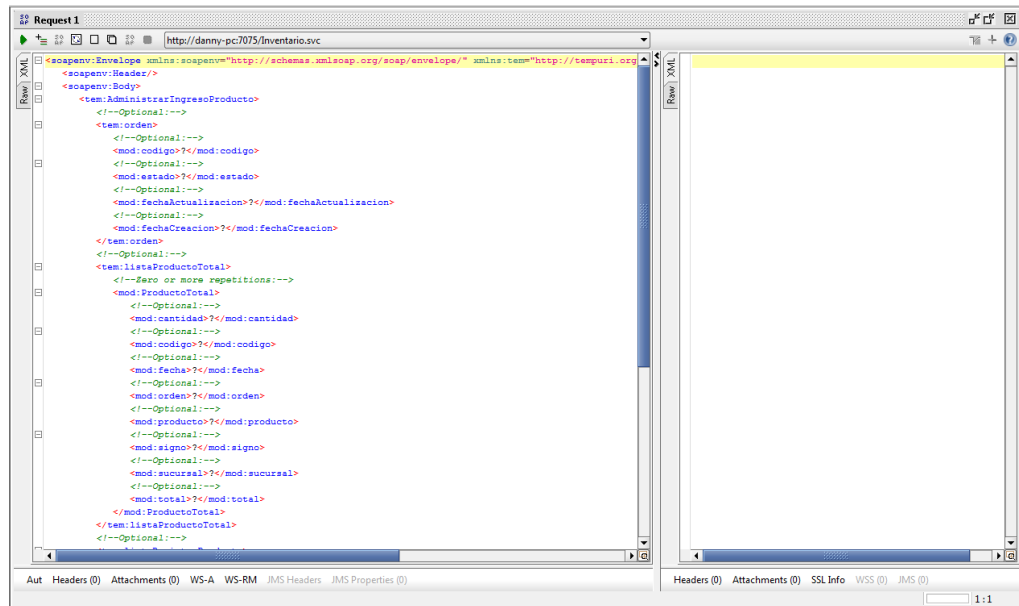 Request 1
http://danny-pc:7075/Inventario.svc
XML
Raw
<soapenv:Envelope xmlns:soapenv="http://schemas.xmlsoap.org/soap/envelope/" xmlns:tem="http://tempuri.org
<soapenv:Header/>
<soapenv:Body>
<tem:AdministrarIngresoProducto>
<!--Optional:-->
<tem:orden>
<!--Optional:-->
<mod:codigo>?</mod:codigo>
<!--Optional:-->
<mod:estado>?</mod:estado>
<!--Optional:-->
<mod:fechaActualizacion>?</mod:fechaActualizacion>
<!--Optional:-->
<mod:fechaCreacion>?</mod:fechaCreacion>
</tem:orden>
<!--Optional:-->
<tem:listaProductoTotal>
<!--Zero or more repetitions:-->
<mod:ProductoTotal>
<!--Optional:-->
<mod:cantidad>?</mod:cantidad>
<!--Optional:-->
<mod:codigo>?</mod:codigo>
<!--Optional:-->
<mod:fecha>?</mod:fecha>
<!--Optional:-->
<mod:orden>?</mod:orden>
<!--Optional:-->
<mod:producto>?</mod:producto>
<!--Optional:-->
<mod:signo>?</mod:signo>
<!--Optional:-->
<mod:sucursal>?</mod:sucursal>
<!--Optional:-->
<mod:total>?</mod:total>
</mod:ProductoTotal>
</tem:listaProductoTotal>
<!--Optional:-->
XML
Raw
Aut Headers (0) Attachments (0) WS-A WS-RM JMS Headers JMS Properties (0)
Headers (0) Attachments (0) SSL Info WSS (0) JMS (0)
1:1